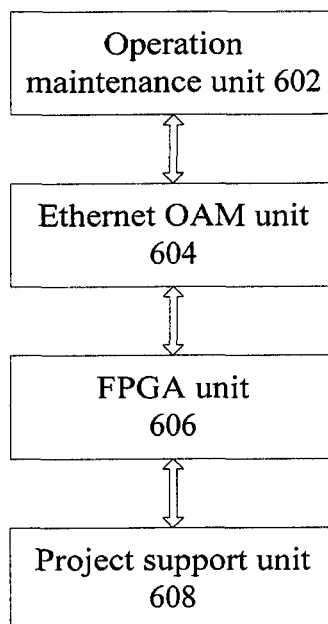 Operation
maintenance unit 602
Ethernet OAM unit
604
FPGA unit
606
Project support unit
608